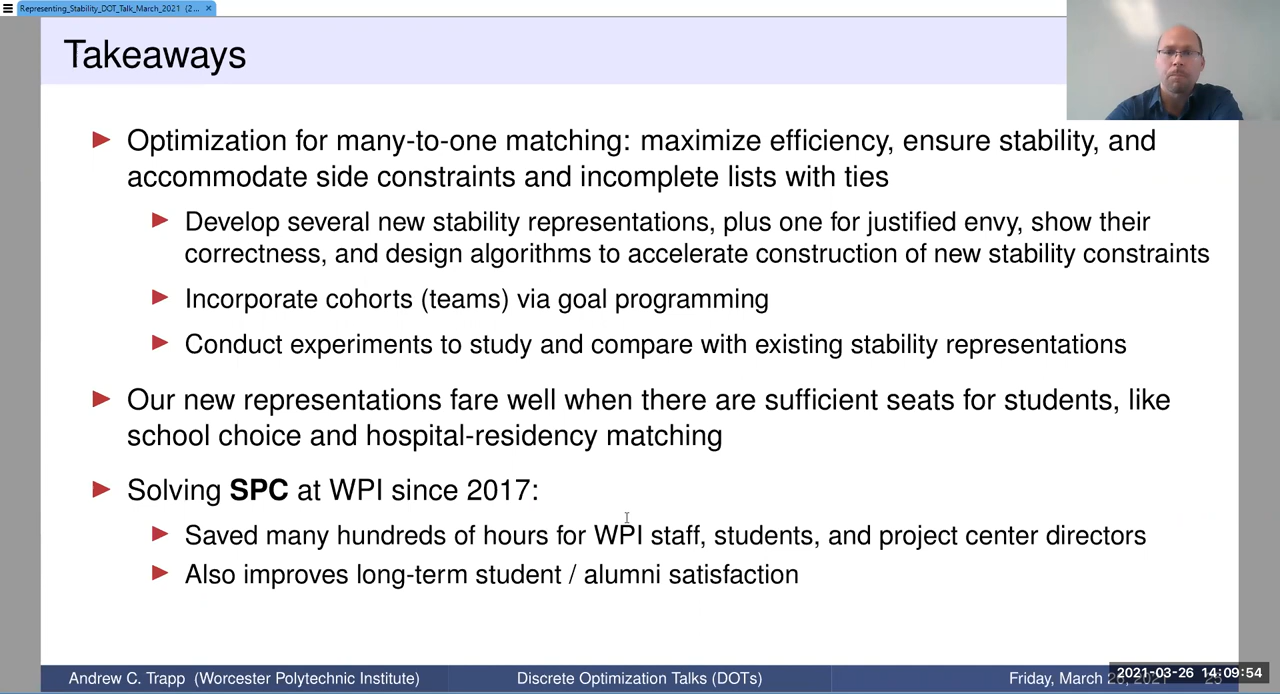 Representing_Stability_DOT_Talk_March_2021 (2...
Takeaways
Optimization for many-to-one matching: maximize efficiency, ensure stability, and
accommodate side constraints and incomplete lists with ties
Develop several new stability representations, plus one for justified envy, show their
correctness, and design algorithms to accelerate construction of new stability constraints
Incorporate cohorts (teams) via goal programming
Conduct experiments to study and compare with existing stability representations
Our new representations fare well when there are sufficient seats for students, like
school choice and hospital-residency matching
Solving SPC at WPI since 2017:
Saved many hundreds of hours for WPI staff, students, and project center directors
Also improves long-term student / alumni satisfaction
Andrew C. Trapp (Worcester Polytechnic Institute) Discrete Optimization Talks (DOTs) Friday, March
2021-03-26 14:09:54